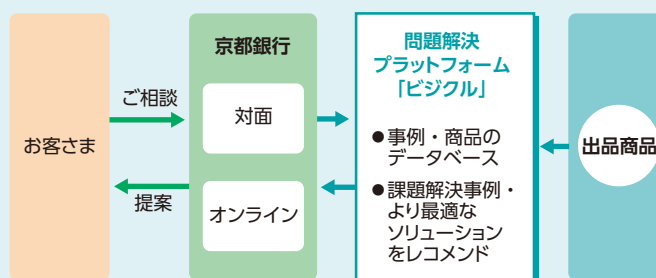 お客さま
ご相談
提案
京都銀行
対面
オンライン
問題解決
プラットフォーム
「ビジクル」
●事例・商品の
データベース
●課題解決事例・
より最適な
ソリューション
をレコメンド
出品商品